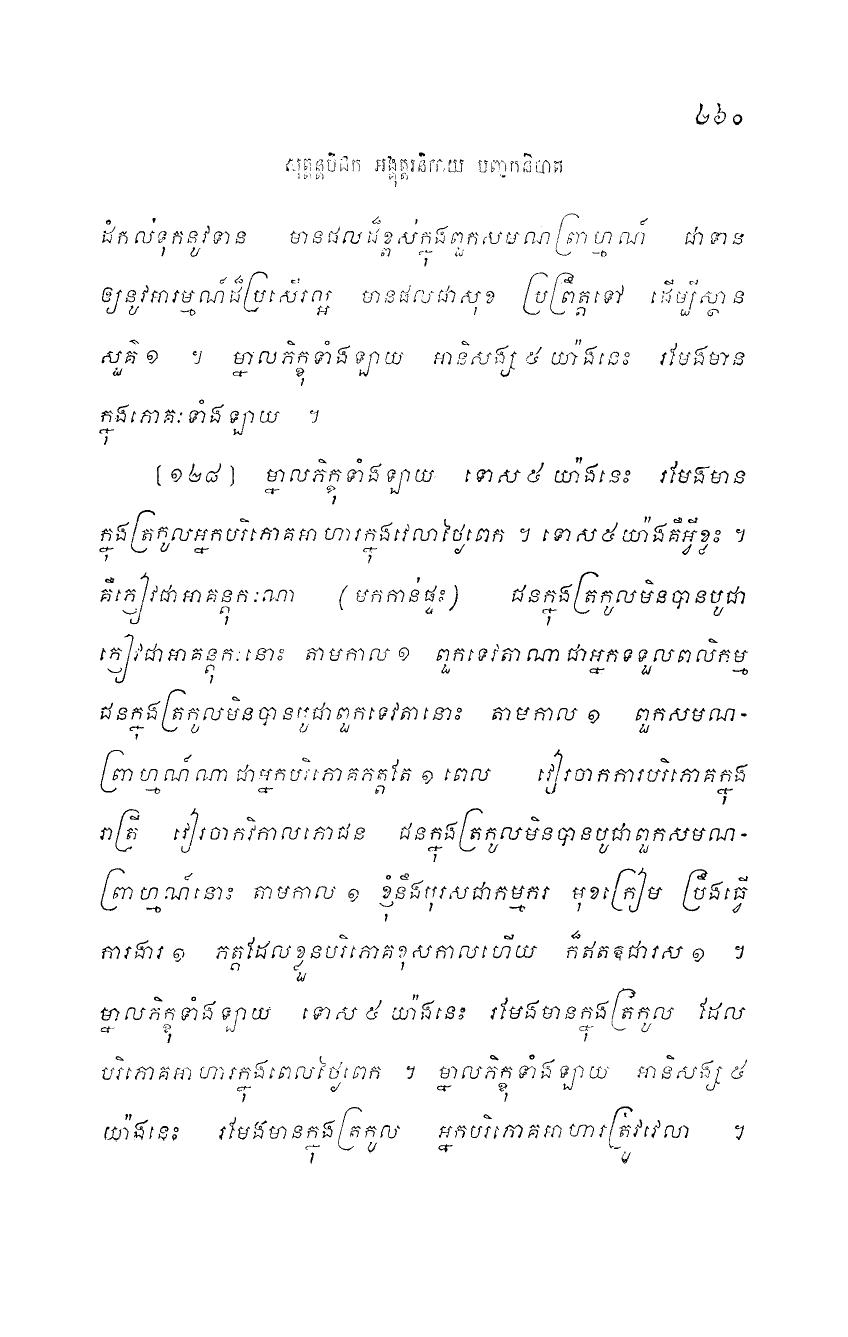 ២៦០
សុត្តន្តបិដក អង្គុត្តរនិកាយ បញ្ចកនិបាត
ដំកល់ទុកនូវទាន មានផលដ៏ខ្ពស់ក្នុងពួកសមណព្រាហ្មណ៍ ជាទាន
ឲ្យនូវអារម្មណ៍ដ៏ប្រសើរល្អ មានផលជាសុខ ប្រព្រឹត្តទៅ ដើម្បីស្ថាន
សួគ៌ ១ ។ ម្នាលភិក្ខុទាំងឡាយ អានិសង្ស ៥ យ៉ាងនេះ រមែងមាន
ក្នុងភោគៈទាំងឡាយ ។
[១២៨] ម្នាលភិក្ខុទាំងឡាយ ទោស ៥ យ៉ាងនេះ រមែងមាន
ក្នុងត្រកូលអ្នកបរិភោគអាហារក្នុងវេលាថ្ងៃពេក ។ ទោស ៥ យ៉ាងគឺអ្វីខ្លះ ។
គឺភ្ញៀវជាអាគន្តុកៈណា (មកកាន់ផ្ទះ) ជនក្នុងត្រកូលមិនបានបូជា
ភ្ញៀវជាអាគន្តុកៈនោះ តាមកាល ១ ពួកទេវតាណាជាអ្នកទទួលពលិកម្ម
ជនក្នុងត្រកូលមិនបានបូជាពួកទេវតានោះ តាមកាល ១ ពួកសមណ-
ព្រាហ្មណ៍ណា ជាអ្នកបរិភោគភត្តតែ ១ ពេល វៀរចាកការបរិភោគក្នុង
រាត្រី វៀរចាកវិកាលភោជន ជនក្នុងត្រកូលមិនបានបូជាពួកសមណ-
ព្រាហ្មណ៍នោះ តាមកាល ១ ខ្ញុំនឹងបុរសជាកម្មករ មុខក្រៀម ប្រឹងធ្វើ
ការងារ ១ ភត្តដែលខ្លួនបរិភោគខុសកាលហើយ ក៏ឥតឱជារស ១ ។
ម្នាលភិក្ខុទាំងឡាយ ទោស ៥ យ៉ាងនេះ រមែងមានក្នុងត្រកូល ដែល
បរិភោគអាហារក្នុងពេលថ្ងៃពេក ។ ម្នាលភិក្ខុទាំងឡាយ អានិសង្ស ៥
យ៉ាងនេះ រមែងមានក្នុងត្រកូល អ្នកបរិភោគអាហារត្រូវវេលា ។